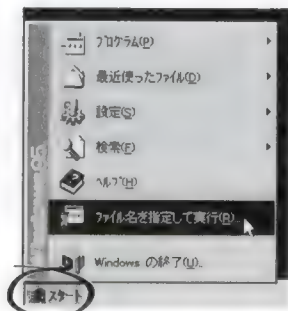 プログラム(P)
最近使ったファイル(D)
設定(S)
検索(F)
ヘルプ(H)
ファイル名を指定して実行(R)...
Windows の終了(U)...
スタート